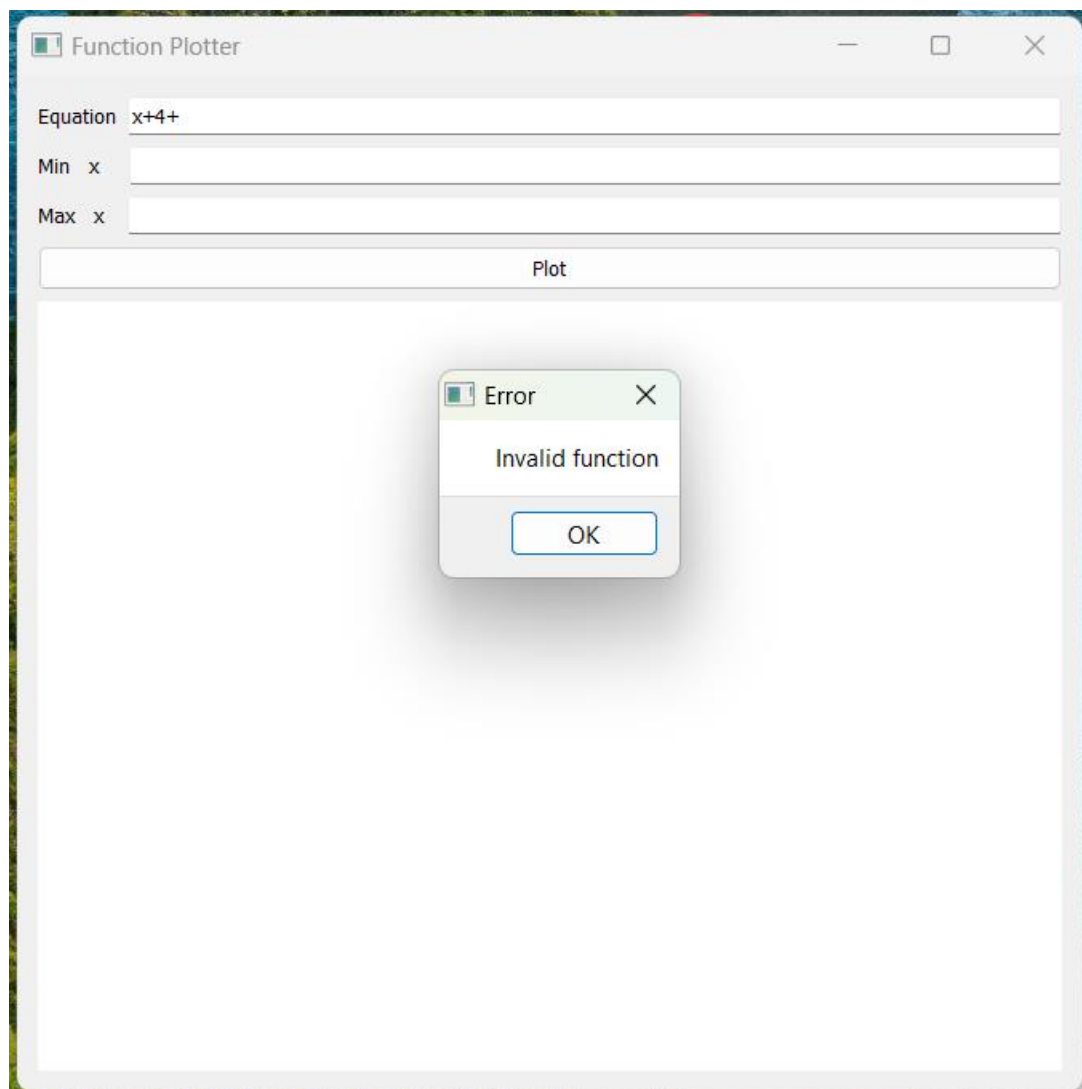 Function Plotter
Equation x+4+
Min x
Max x
Plot
Error
Invalid function
OK